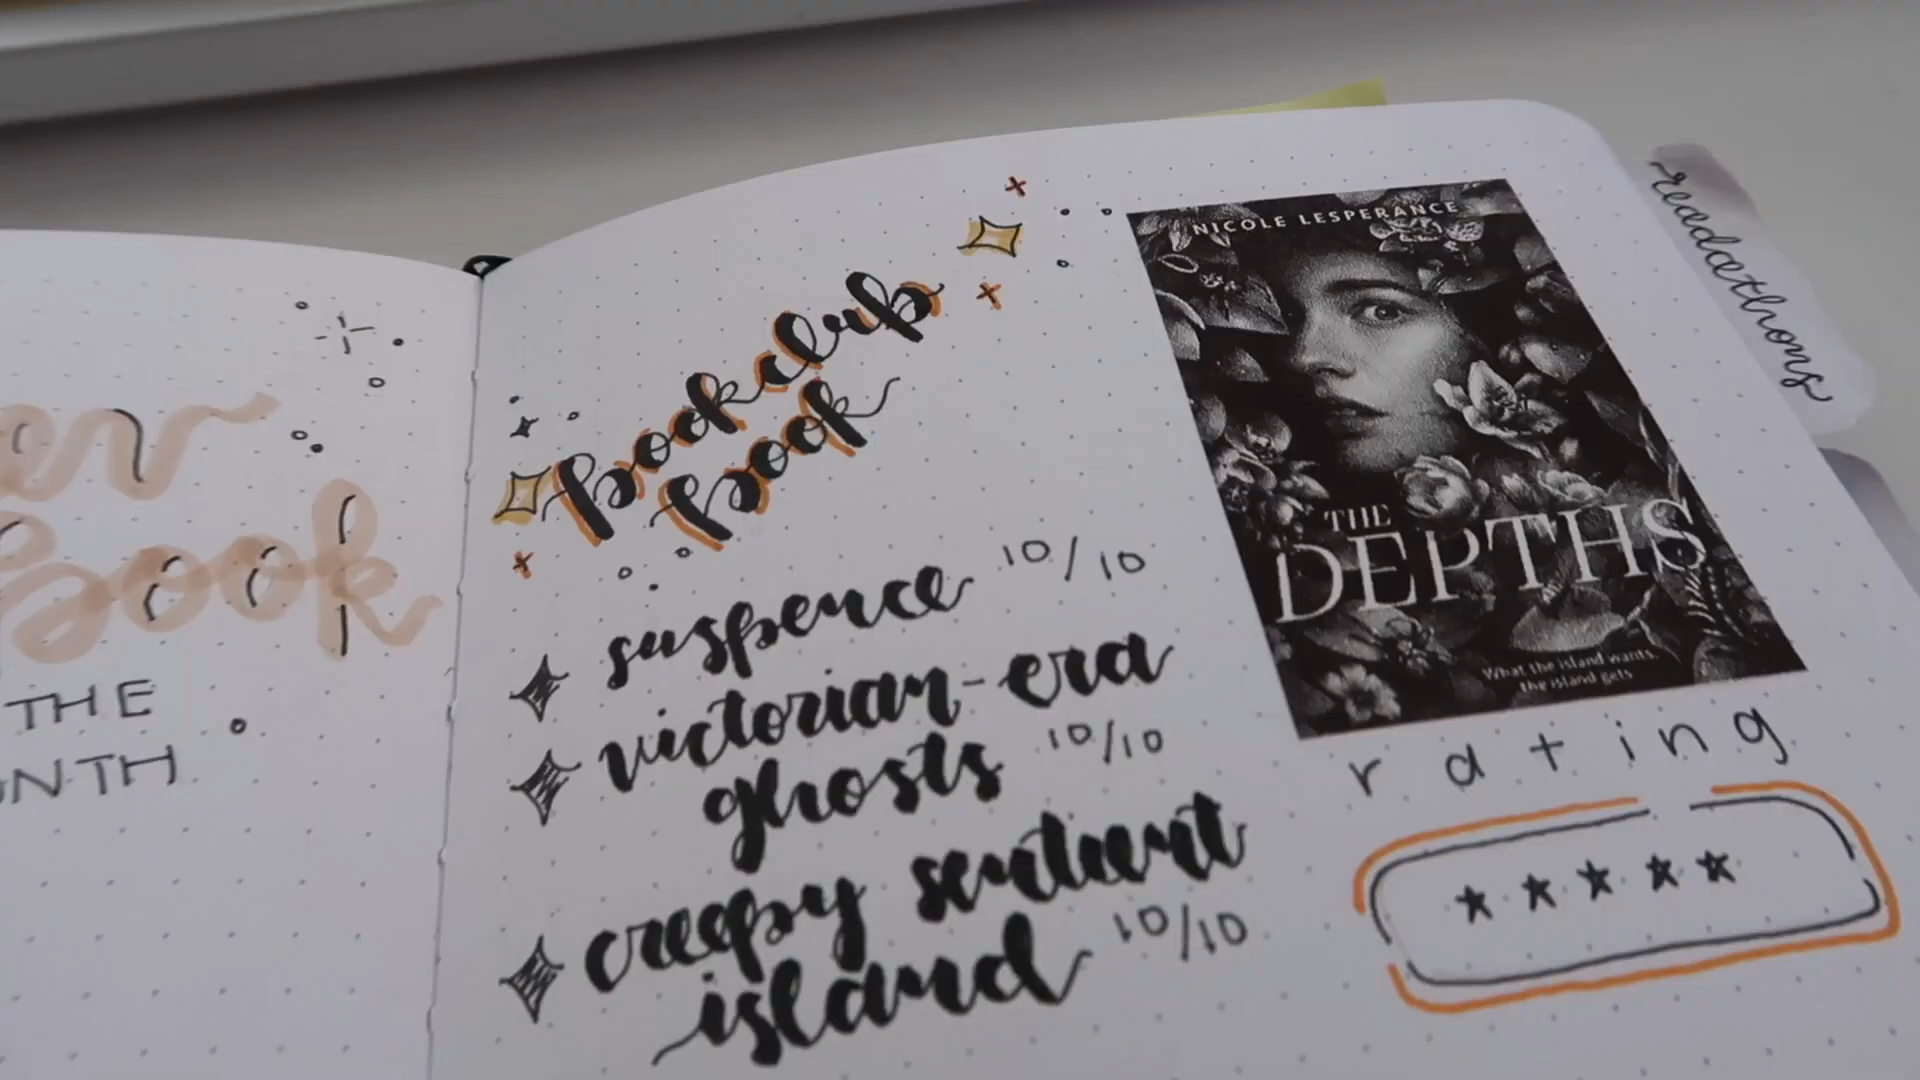 book
THE
book club
book
suspence 10/10
victorian-era
ghosts 10/10
creepy sentient
island 10/10
NICOLE LESPERANCE
THE
DEPTHS
What the island wants,
the island gets
rating
readathons